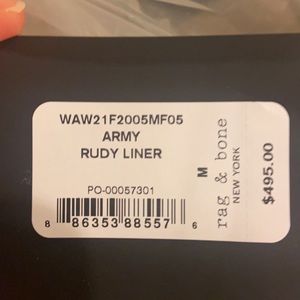 WAW21F2005MF05
ARMY
RUDY LINER
PO-00057301
8 86353 88557 6
M
rag & bone
NEW YORK
$495.00